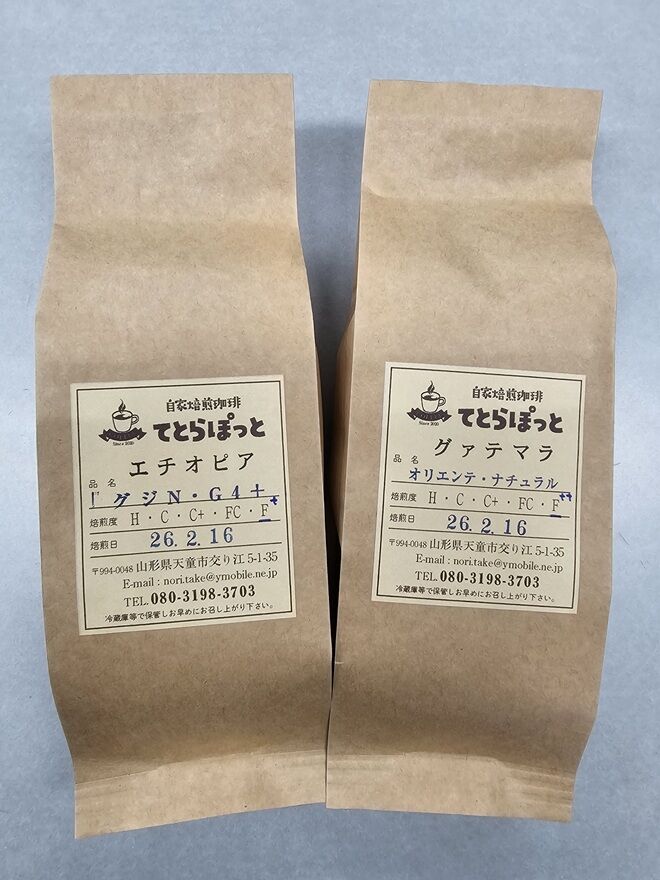 自家焙煎珈琲
Since 2020
てとらぽっと
エチオピア
品名
グジN・G4+
焙煎度 H・C・C+・FC・F+
焙煎日 26.2.16
〒994-0048 山形県天童市交り江5-1-35
E-mail : nori.take@ymobile.ne.jp
TEL. 080-3198-3703
冷蔵庫等で保管しお早めにお召し上がり下さい。
自家焙煎珈琲
Since 2020
てとらぽっと
グァテマラ
品名
オリエンテ・ナチュラル
焙煎度 H・C・C+・FC・F++
焙煎日 26.2.16
〒994-0048 山形県天童市交り江5-1-35
E-mail : nori.take@ymobile.ne.jp
TEL. 080-3198-3703
冷蔵庫等で保管しお早めにお召し上がり下さい。